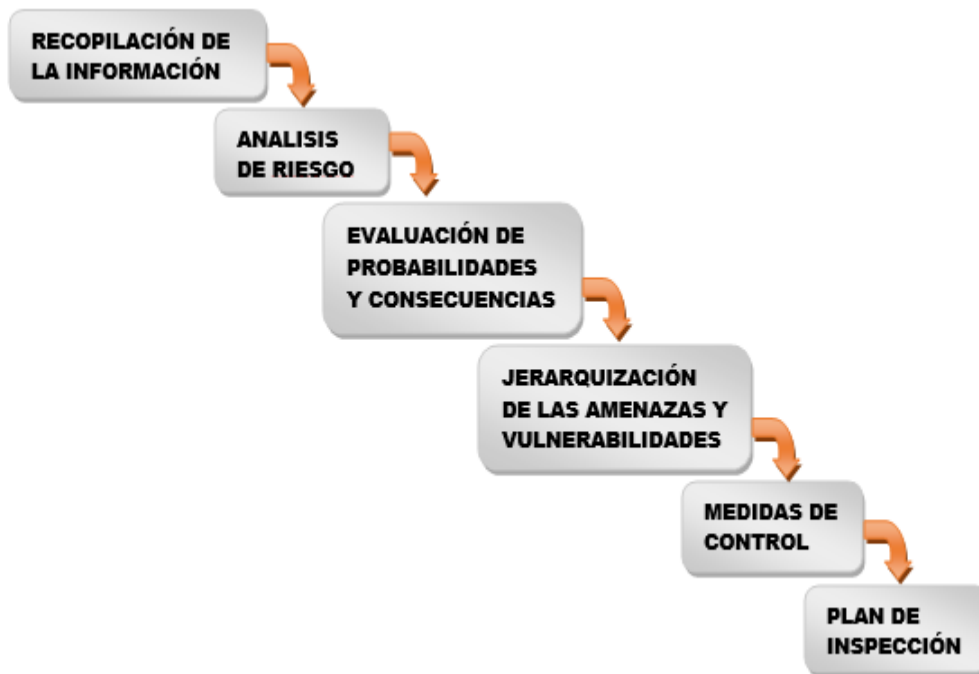 RECOPILACIÓN DE
LA INFORMACIÓN
ANALISIS
DE RIESGO
EVALUACIÓN DE
PROBABILIDADES
Y CONSECUENCIAS
JERARQUIZACIÓN
DE LAS AMENAZAS Y
VULNERABILIDADES
MEDIDAS DE
CONTROL
PLAN DE
INSPECCIÓN